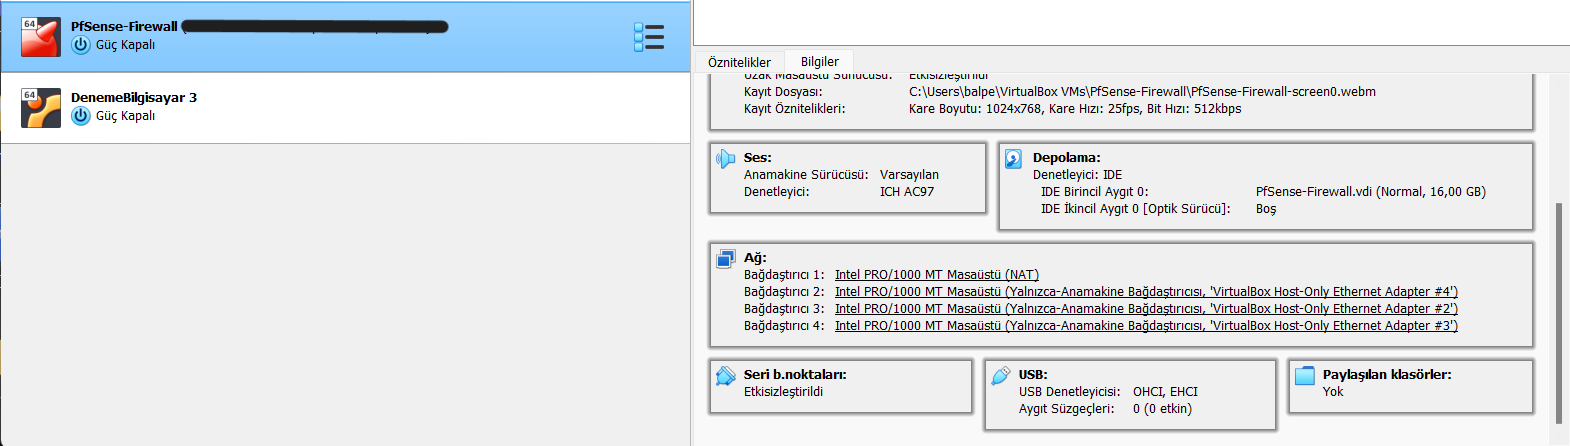 64
PfSense-Firewall
Güç Kapalı
64
DenemeBilgisayar 3
Güç Kapalı
Öznitelikler Bilgiler
Uzak Masaüstü Sunucusu: Etkisizleştirildi
Kayıt Dosyası: C:\Users\balpe\VirtualBox VMs\PfSense-Firewall\PfSense-Firewall-screen0.webm
Kayıt Öznitelikleri: Kare Boyutu: 1024x768, Kare Hızı: 25fps, Bit Hızı: 512kbps
Ses:
Anamakine Sürücüsü: Varsayılan
Denetleyici: ICH AC97
Depolama:
Denetleyici: IDE
IDE Birincil Aygıt 0: PfSense-Firewall.vdi (Normal, 16,00 GB)
IDE İkincil Aygıt 0 [Optik Sürücü]: Boş
Ağ:
Bağdaştırıcı 1: Intel PRO/1000 MT Masaüstü (NAT)
Bağdaştırıcı 2: Intel PRO/1000 MT Masaüstü (Yalnızca-Anamakine Bağdaştırıcısı, 'VirtualBox Host-Only Ethernet Adapter #4')
Bağdaştırıcı 3: Intel PRO/1000 MT Masaüstü (Yalnızca-Anamakine Bağdaştırıcısı, 'VirtualBox Host-Only Ethernet Adapter #2')
Bağdaştırıcı 4: Intel PRO/1000 MT Masaüstü (Yalnızca-Anamakine Bağdaştırıcısı, 'VirtualBox Host-Only Ethernet Adapter #3')
Seri b.noktaları:
Etkisizleştirildi
USB:
USB Denetleyicisi: OHCI, EHCI
Aygıt Süzgeçleri: 0 (0 etkin)
Paylaşılan klasörler:
Yok